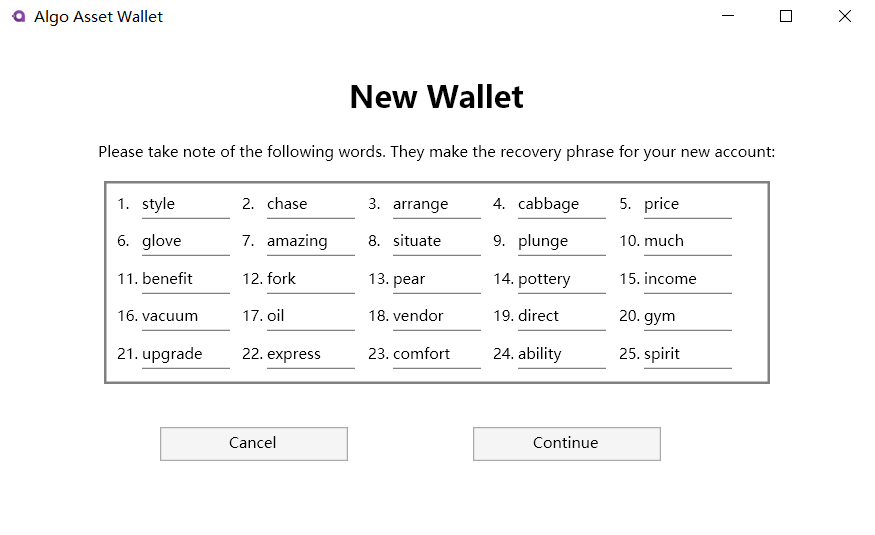 Algo Asset Wallet
New Wallet
Please take note of the following words. They make the recovery phrase for your new account:
1. style 2. chase 3. arrange 4. cabbage 5. price
6. glove 7. amazing 8. situate 9. plunge 10. much
11. benefit 12. fork 13. pear 14. pottery 15. income
16. vacuum 17. oil 18. vendor 19. direct 20. gym
21. upgrade 22. express 23. comfort 24. ability 25. spirit
Cancel Continue